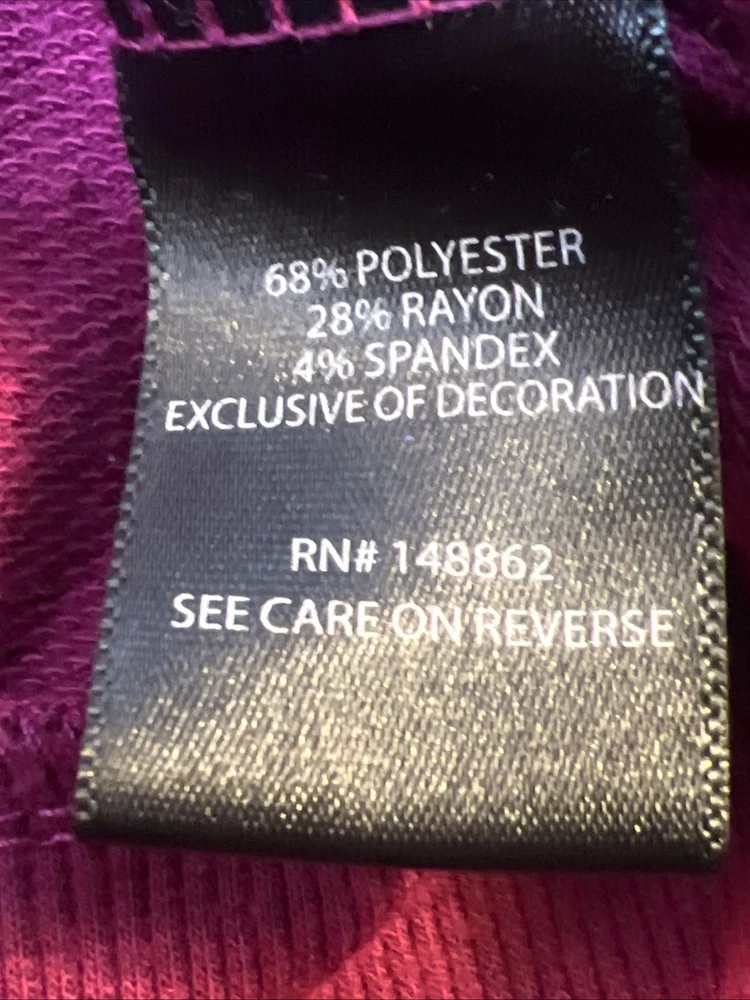 68% POLYESTER
28% RAYON
4% SPANDEX
EXCLUSIVE OF DECORATION
RN# 148862
SEE CARE ON REVERSE